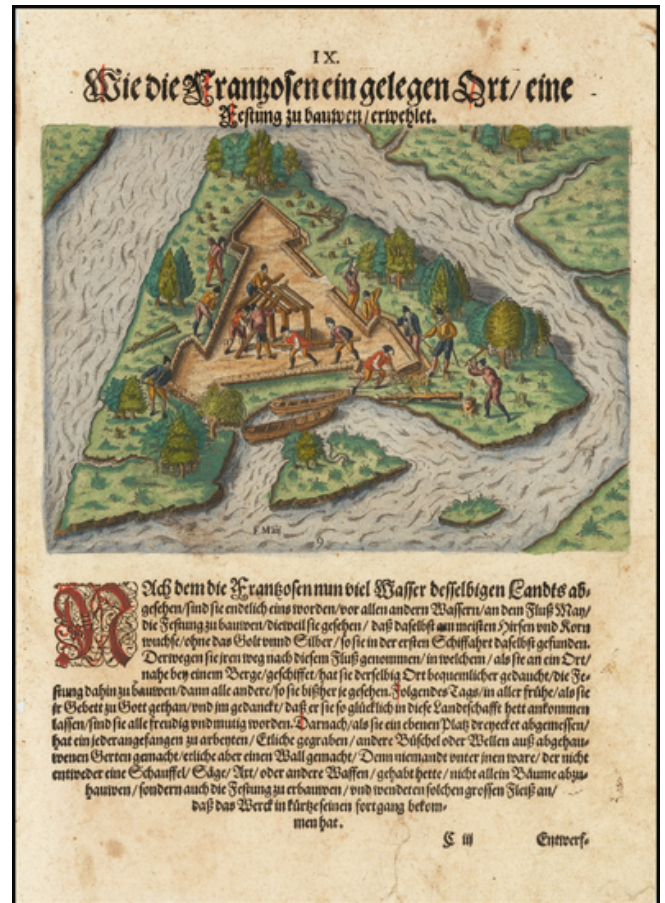 IX.
Wie die Frantzosen ein gelegen Ort/ eine
Festung zu bauwen/ erwehlet.
F. Maij
9
NAch dem die Frantzosen nun viel Wasser desselbigen Landts ab-
gesehen/ sind sie endtlich eins worden/ vor allen andern Wassern/ an dem Fluß May/
die Festung zu bauwen/ dieweil sie gesehen/ daß daselbst am meisten Hirsen vnd Korn
wuchse/ ohne das Golt vnnd Silber/ so sie in der ersten Schiffahrt daselbst gefunden.
Derwegen sie jren weg nach diesem Fluß genommen/ in welchem/ als sie an ein Ort/
nahe bey einem Berge/ geschiffet/ hat sie derselbig Ort bequemlicher gedaucht/ die Fe-
stung dahin zu bauwen/ dann alle andere/ so sie bißher je gesehen. Folgendes Tags/ in aller frühe/ als sie
jr Gebett zu Gott gethan/ vnd jm gedanckt/ daß er sie so glücklich in diese Landtschafft hett ankommen
lassen/ sind sie alle freudig vnd mutig worden. Darnach/ als sie ein ebenen Platz dreyecket abgemessen/
hat ein jeder angefangen zu arbeyten/ Etliche gegraben/ andere Büschel oder Wellen auß abgehau-
wenen Gerten gemacht/ etliche aber einen Wall gemacht/ Denn niemandt vnter jnen ware/ der nicht
entweder eine Schauffel/ Säge/ Axt/ oder andere Waffen/ gehabt hette/ nicht allein Bäume abzu-
hauwen/ sondern auch die Festung zu erbauwen/ vnd wendeten solchen grossen Fleiß an/
daß das Werck in kürtze seinen fortgang bekom-
men hat.
C iij Entwerf-